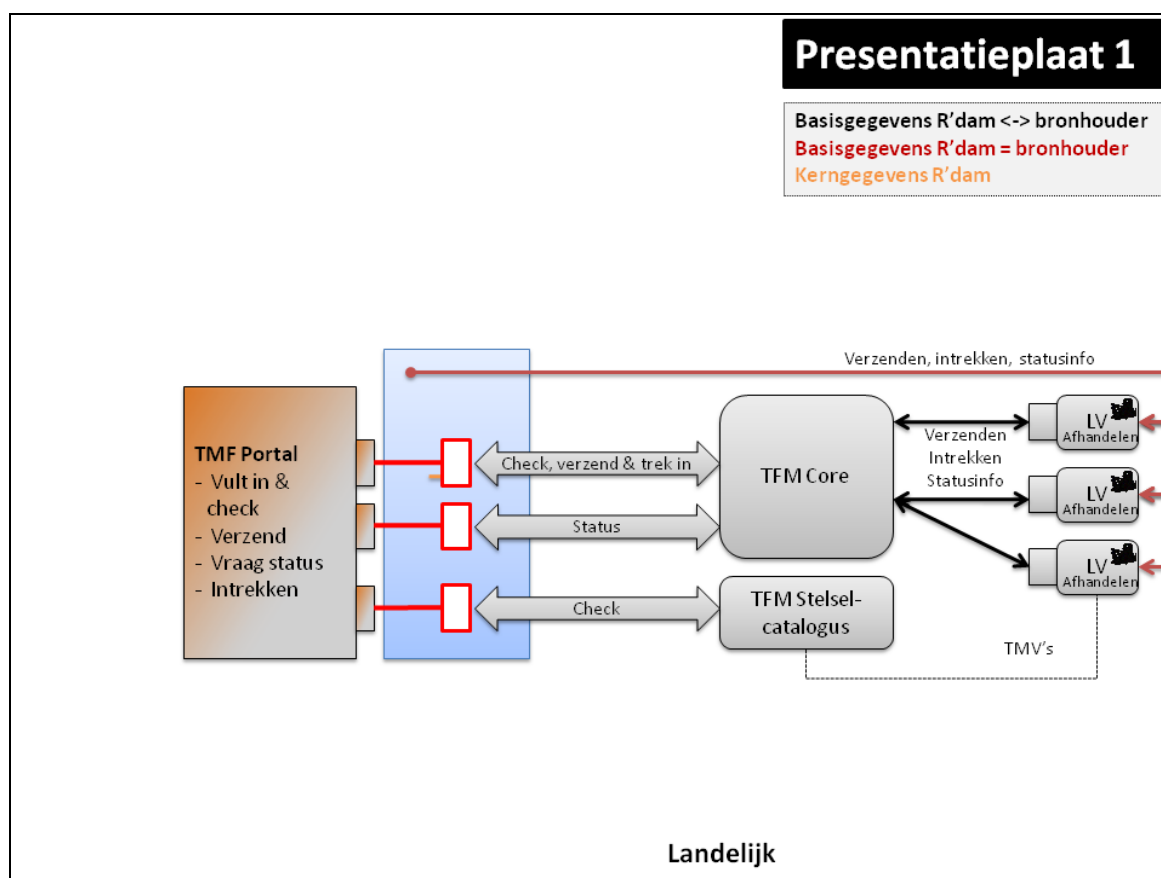 Presentatieplaat 1
Basisgegevens R'dam <-> bronhouder
Basisgegevens R'dam = bronhouder
Kerngegevens R'dam
Verzenden, intrekken, statusinfo
TMF Portal
- Vult in &
check
- Verzend
- Vraag status
- Intrekken
Check, verzend & trek in
Status
Check
TFM Core
TFM Stelsel-
catalogus
Verzenden
Intrekken
Statusinfo
LV
Afhandelen
LV
Afhandelen
LV
Afhandelen
TMV's
Landelijk